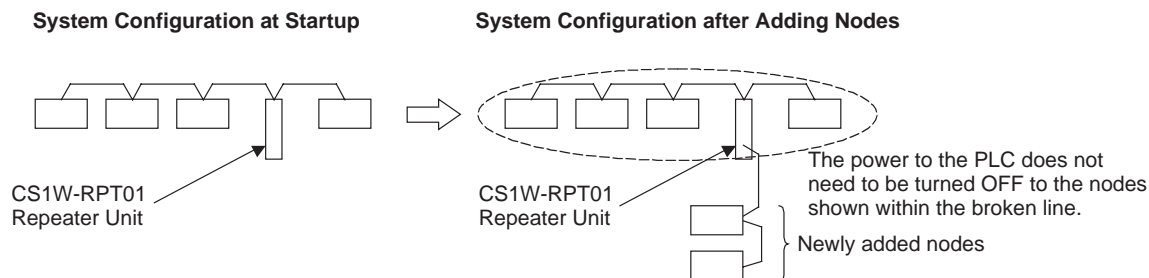 System Configuration at Startup
System Configuration after Adding Nodes
CS1W-RPT01
Repeater Unit
CS1W-RPT01
Repeater Unit
The power to the PLC does not
need to be turned OFF to the nodes
shown within the broken line.
Newly added nodes